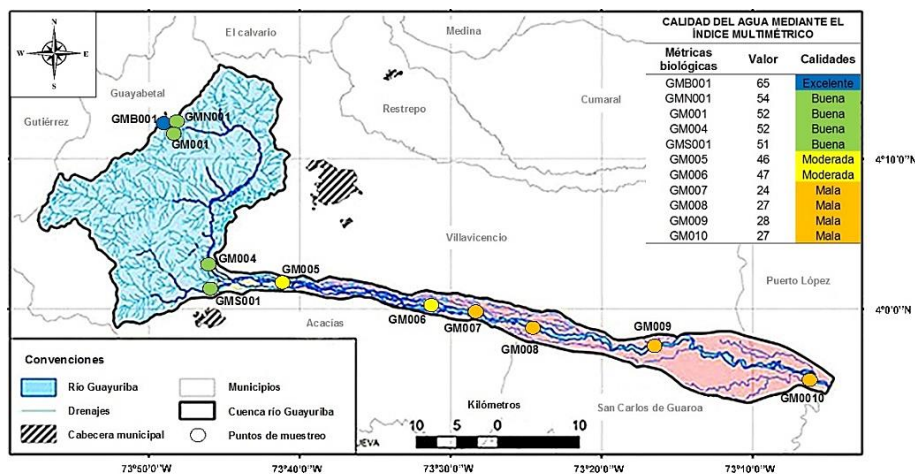 N
W E
S
El calvario
Medina
Guayabetal
Gutiérrez
Restrepo
Cumaral
GMB001
GMN001
GM001
CALIDAD DEL AGUA MEDIANTE EL
ÍNDICE MULTIMÉTRICO
Métricas biológicas Valor Calidades
GMB001 65 Excelente
GMN001 54 Buena
GM001 52 Buena
GM004 52 Buena
GMS001 51 Buena
GM005 46 Moderada
GM006 47 Moderada
GM007 24 Mala
GM008 27 Mala
GM009 28 Mala
GM010 27 Mala
4°10'0"N
Villavicencio
GM004
GM005
GMS001
Puerto López
4°0'0"N
Acacías
GM006
GM007
GM008
GM009
GM0010
San Carlos de Guaroa
Convenciones
Río Guayuriba
Drenajes
Cabecera municipal
Municipios
Cuenca río Guayuriba
Puntos de muestreo
Kilómetros
10 5 0 10
UEVA
73°50'0"W 73°40'0"W 73°30'0"W 73°20'0"W 73°10'0"W